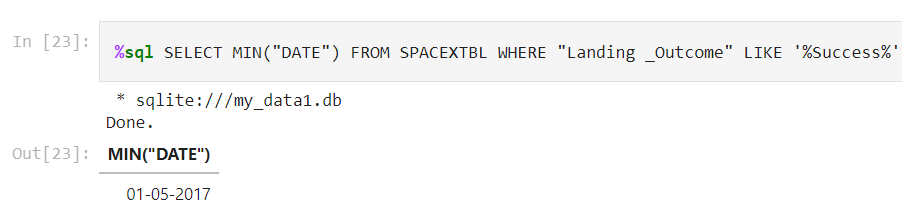 In [23]: %sql SELECT MIN("DATE") FROM SPACEXTBL WHERE "Landing _Outcome" LIKE '%Success%'
* sqlite:///my_data1.db
Done.
Out[23]: MIN("DATE")
01-05-2017